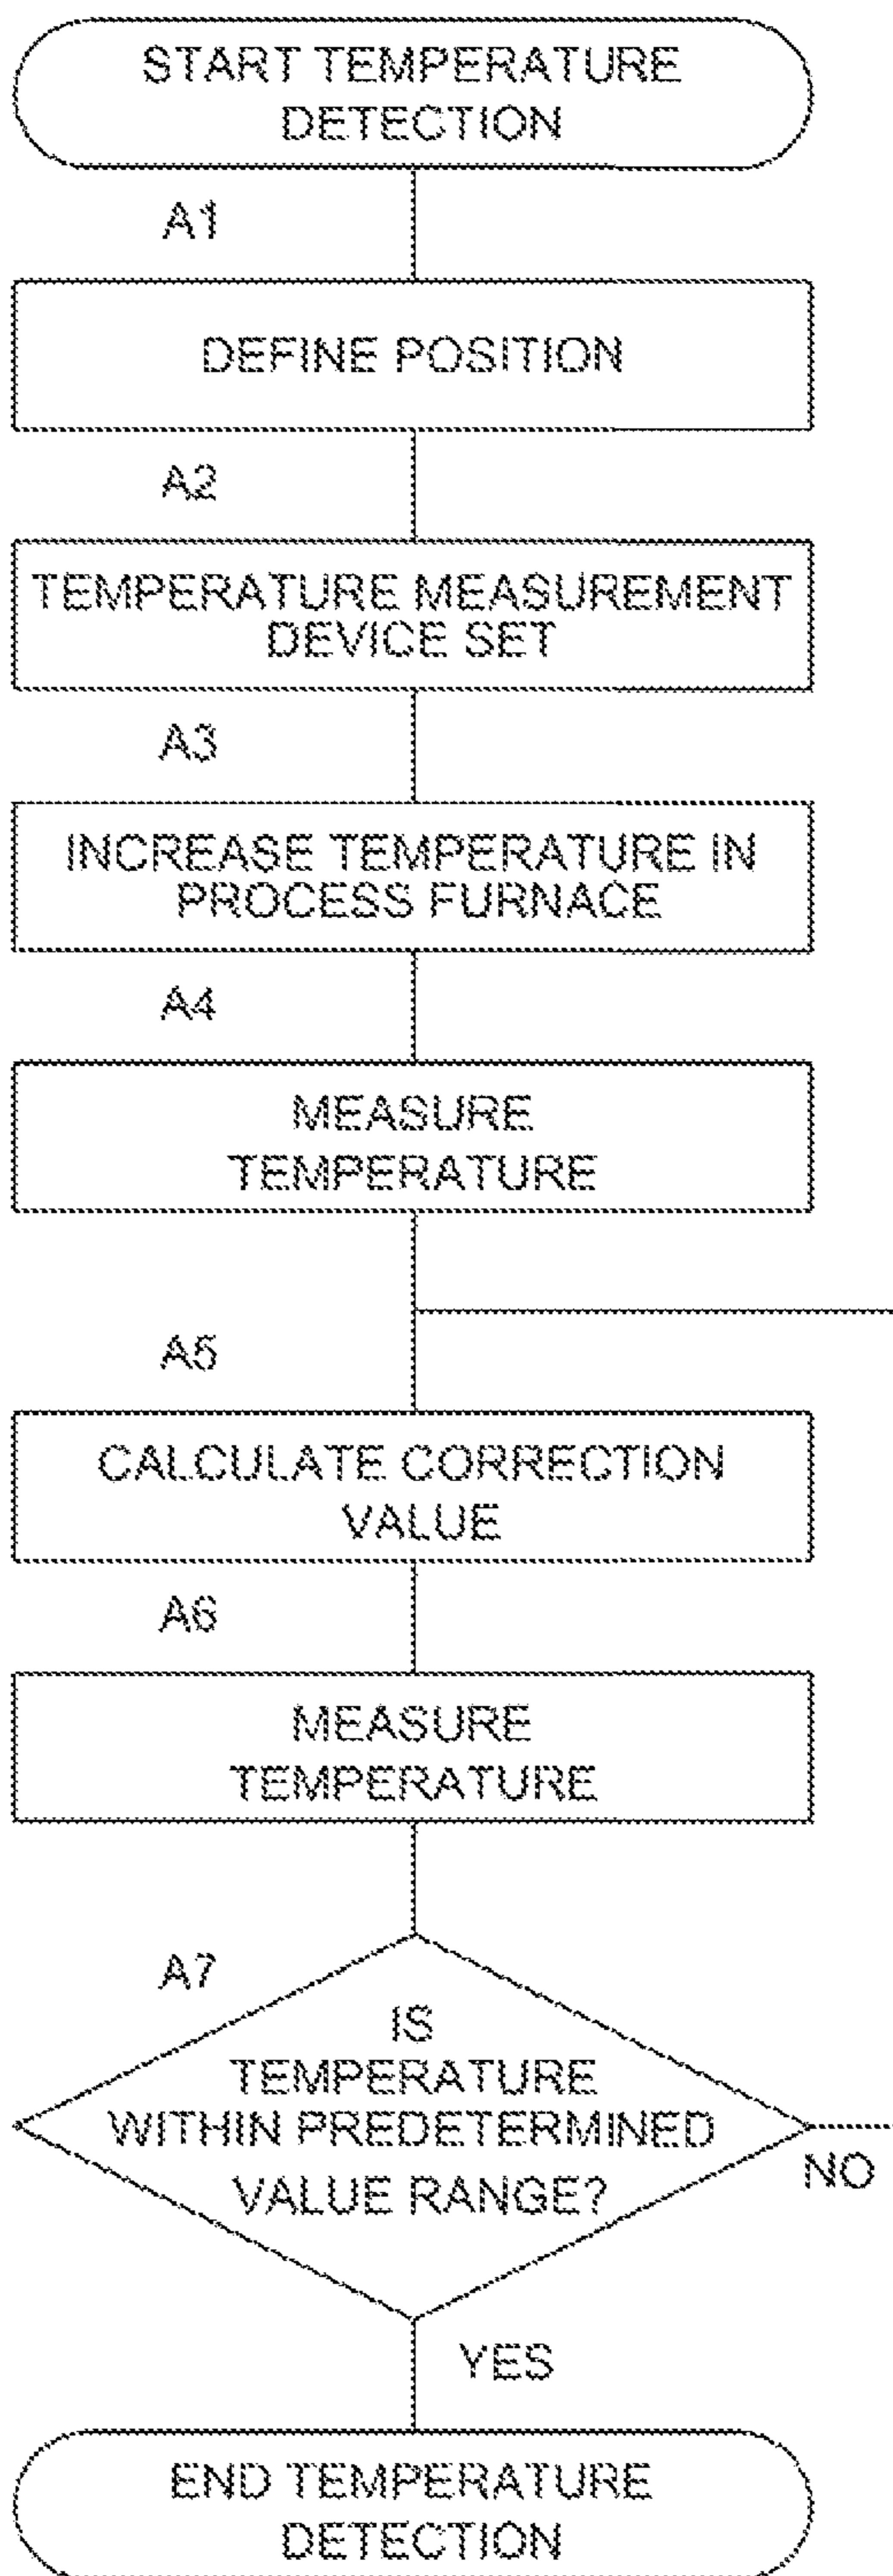 START TEMPERATURE
DETECTION
A1
DEFINE POSITION
A2
TEMPERATURE MEASUREMENT
DEVICE SET
A3
INCREASE TEMPERATURE IN
PROCESS FURNACE
A4
MEASURE
TEMPERATURE
A5
CALCULATE CORRECTION
VALUE
A6
MEASURE
TEMPERATURE
A7
IS
TEMPERATURE
WITHIN PREDETERMINED
VALUE RANGE?
NO
YES
END TEMPERATURE
DETECTION